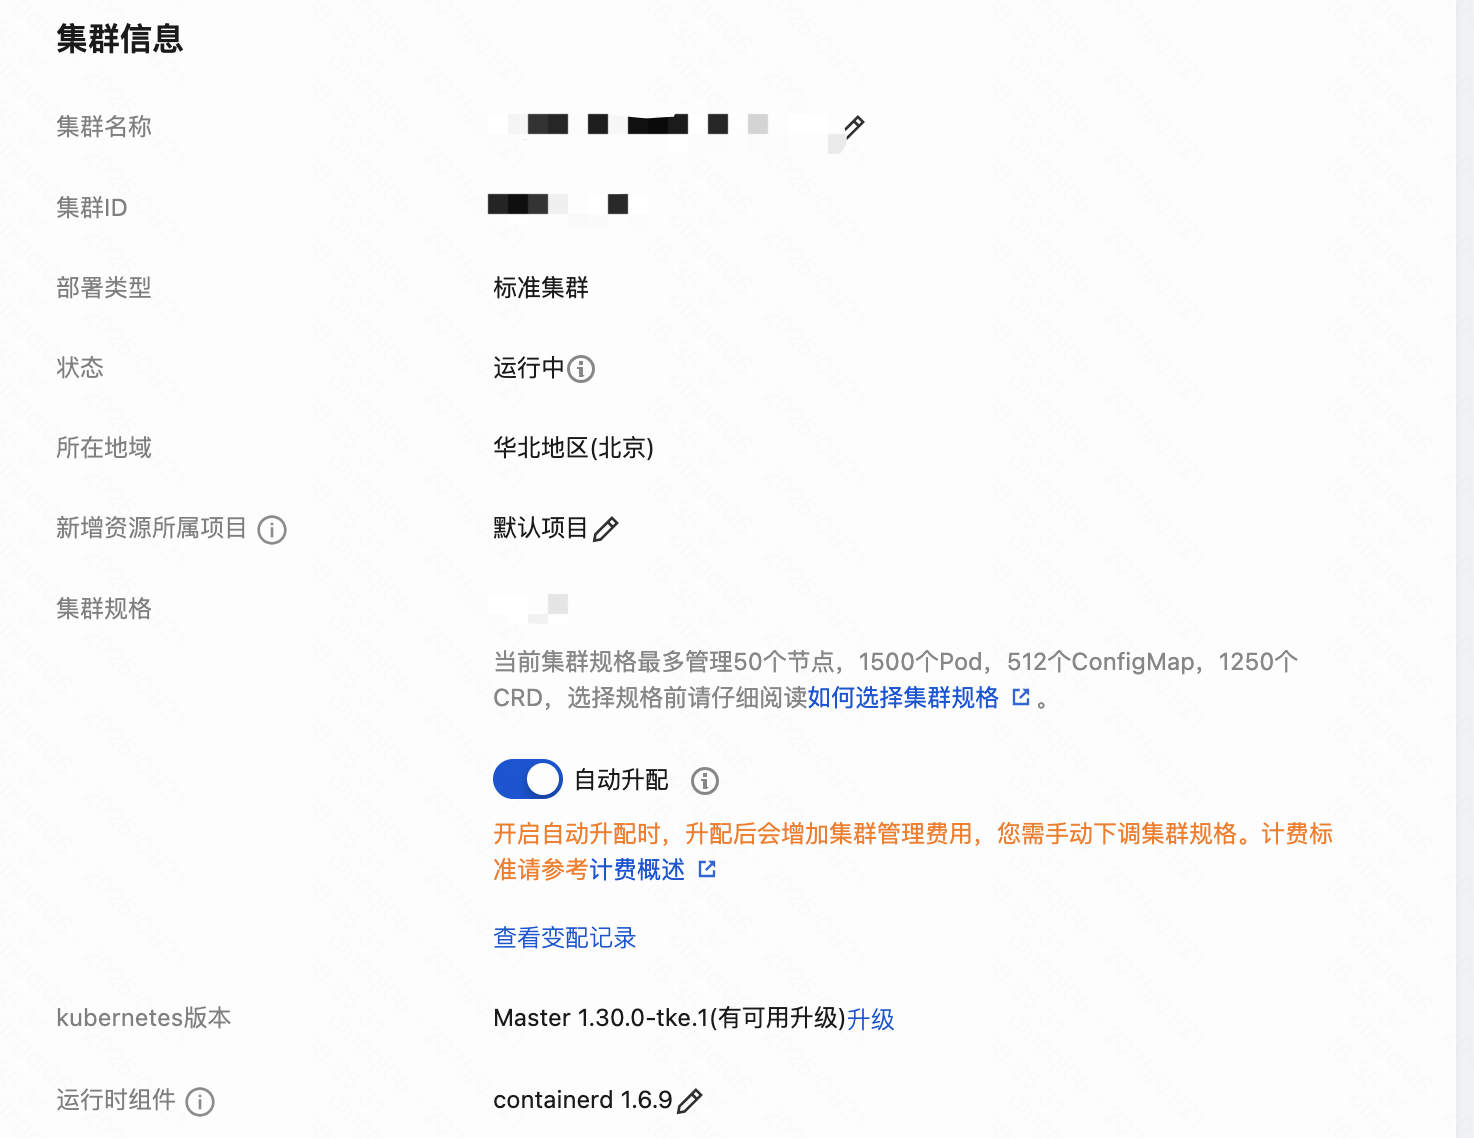 集群信息
集群名称
集群ID
部署类型 标准集群
状态 运行中
所在地域 华北地区(北京)
新增资源所属项目 默认项目
集群规格
当前集群规格最多管理50个节点，1500个Pod，512个ConfigMap，1250个
CRD，选择规格前请仔细阅读如何选择集群规格 。
自动升配
开启自动升配时，升配后会增加集群管理费用，您需手动下调集群规格。计费标
准请参考计费概述
查看变配记录
kubernetes版本 Master 1.30.0-tke.1(有可用升级)升级
运行时组件 containerd 1.6.9